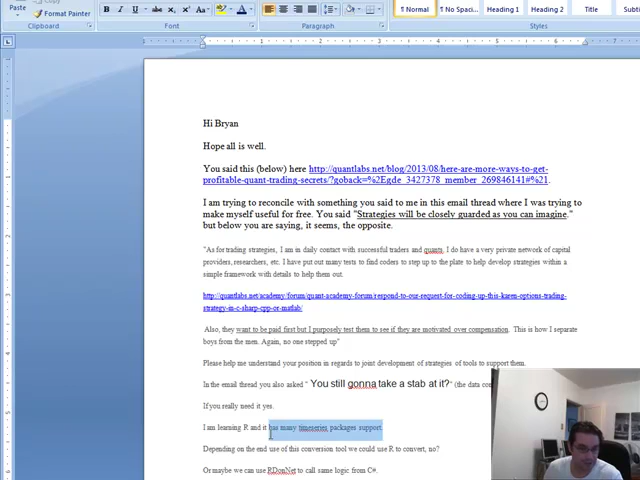 Paste
Format Painter
B I U abc x₂ x² Aa A
Clipboard
Font
Paragraph
Styles
¶ Normal
¶ No Spaci...
Heading 1
Heading 2
Title
Subti
Hi Bryan
Hope all is well.
You said this (below) here http://quantlabs.net/blog/2013/08/here-are-more-ways-to-get-
profitable-quant-trading-secrets/?goback=%2Egde_3427378_member_269846141#%21.
I am trying to reconcile with something you said to me in this email thread where I was trying to
make myself useful for free. You said "Strategies will be closely guarded as you can imagine."
but below you are saying, it seems, the opposite.
"As for trading strategies, I am in daily contact with successful traders and quants. I do have a very private network of capital
providers, researchers, etc. I have put out many tests to find coders to step up to the plate to help develop strategies within a
simple framework with details to help them out.
http://quantlabs.net/academy/forum/quant-academy-forum/respond-to-our-request-for-coding-up-this-karen-options-trading-
strategy-in-c-sharp-cpp-or-matlab/
Also, they want to be paid first but I purposely test them to see if they are motivated over compensation. This is how I separate
boys from the men. Again, no one stepped up"
Please help me understand your position in regards to joint development of strategies of tools to support them.
In the email thread you also asked " You still gonna take a stab at it?" (the data con
If you really need it yes.
I am learning R and it has many timeseries packages support.
Depending on the end use of this conversion tool we could use R to convert, no?
Or maybe we can use RDotNet to call same logic from C#.